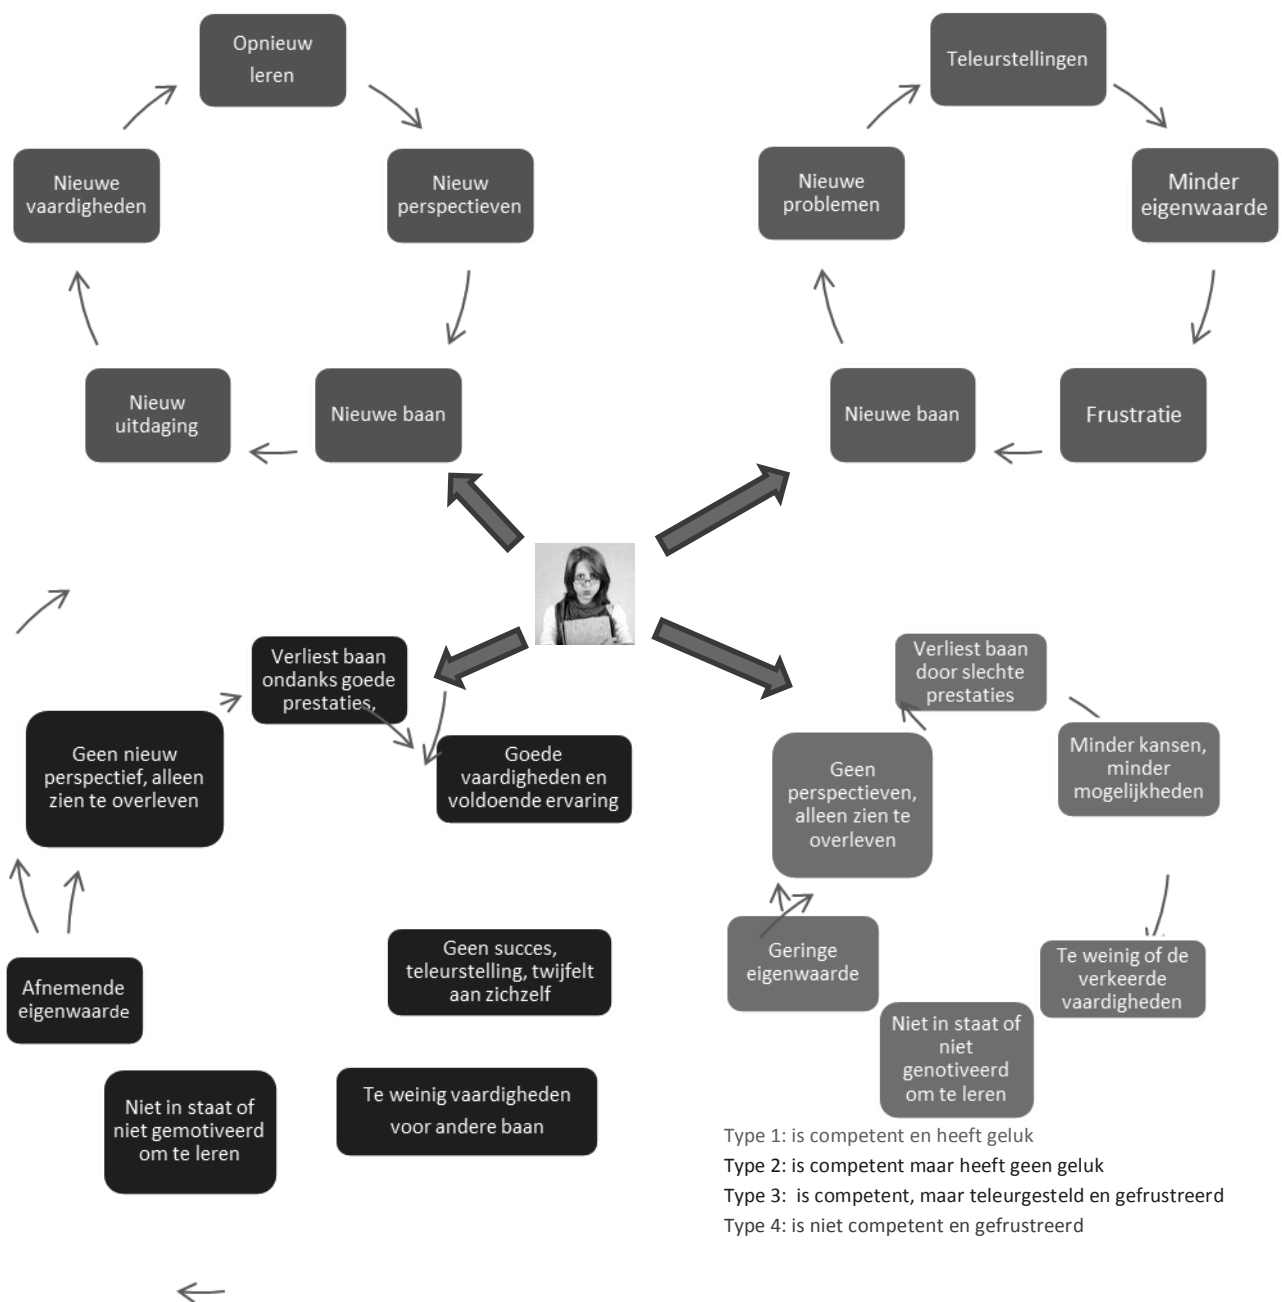 Opnieuw
leren
Nieuw
perspectieven
Nieuwe baan
Nieuw
uitdaging
Nieuwe
vaardigheden
Teleurstellingen
Minder
eigenwaarde
Frustratie
Nieuwe baan
Nieuwe
problemen
Verliest baan
ondanks goede
prestaties,
Goede
vaardigheden en
voldoende ervaring
Geen succes,
teleurstelling, twijfelt
aan zichzelf
Te weinig vaardigheden
voor andere baan
Niet in staat of
niet gemotiveerd
om te leren
Afnemende
eigenwaarde
Geen nieuw
perspectief, alleen
zien te overleven
Verliest baan
door slechte
prestaties
Minder kansen,
minder
mogelijkheden
Te weinig of de
verkeerde
vaardigheden
Niet in staat of
niet
genotiveerd
om te leren
Geringe
eigenwaarde
Geen
perspectieven,
alleen zien te
overleven
Type 1: is competent en heeft geluk
Type 2: is competent maar heeft geen geluk
Type 3:  is competent, maar teleurgesteld en gefrustreerd
Type 4: is niet competent en gefrustreerd